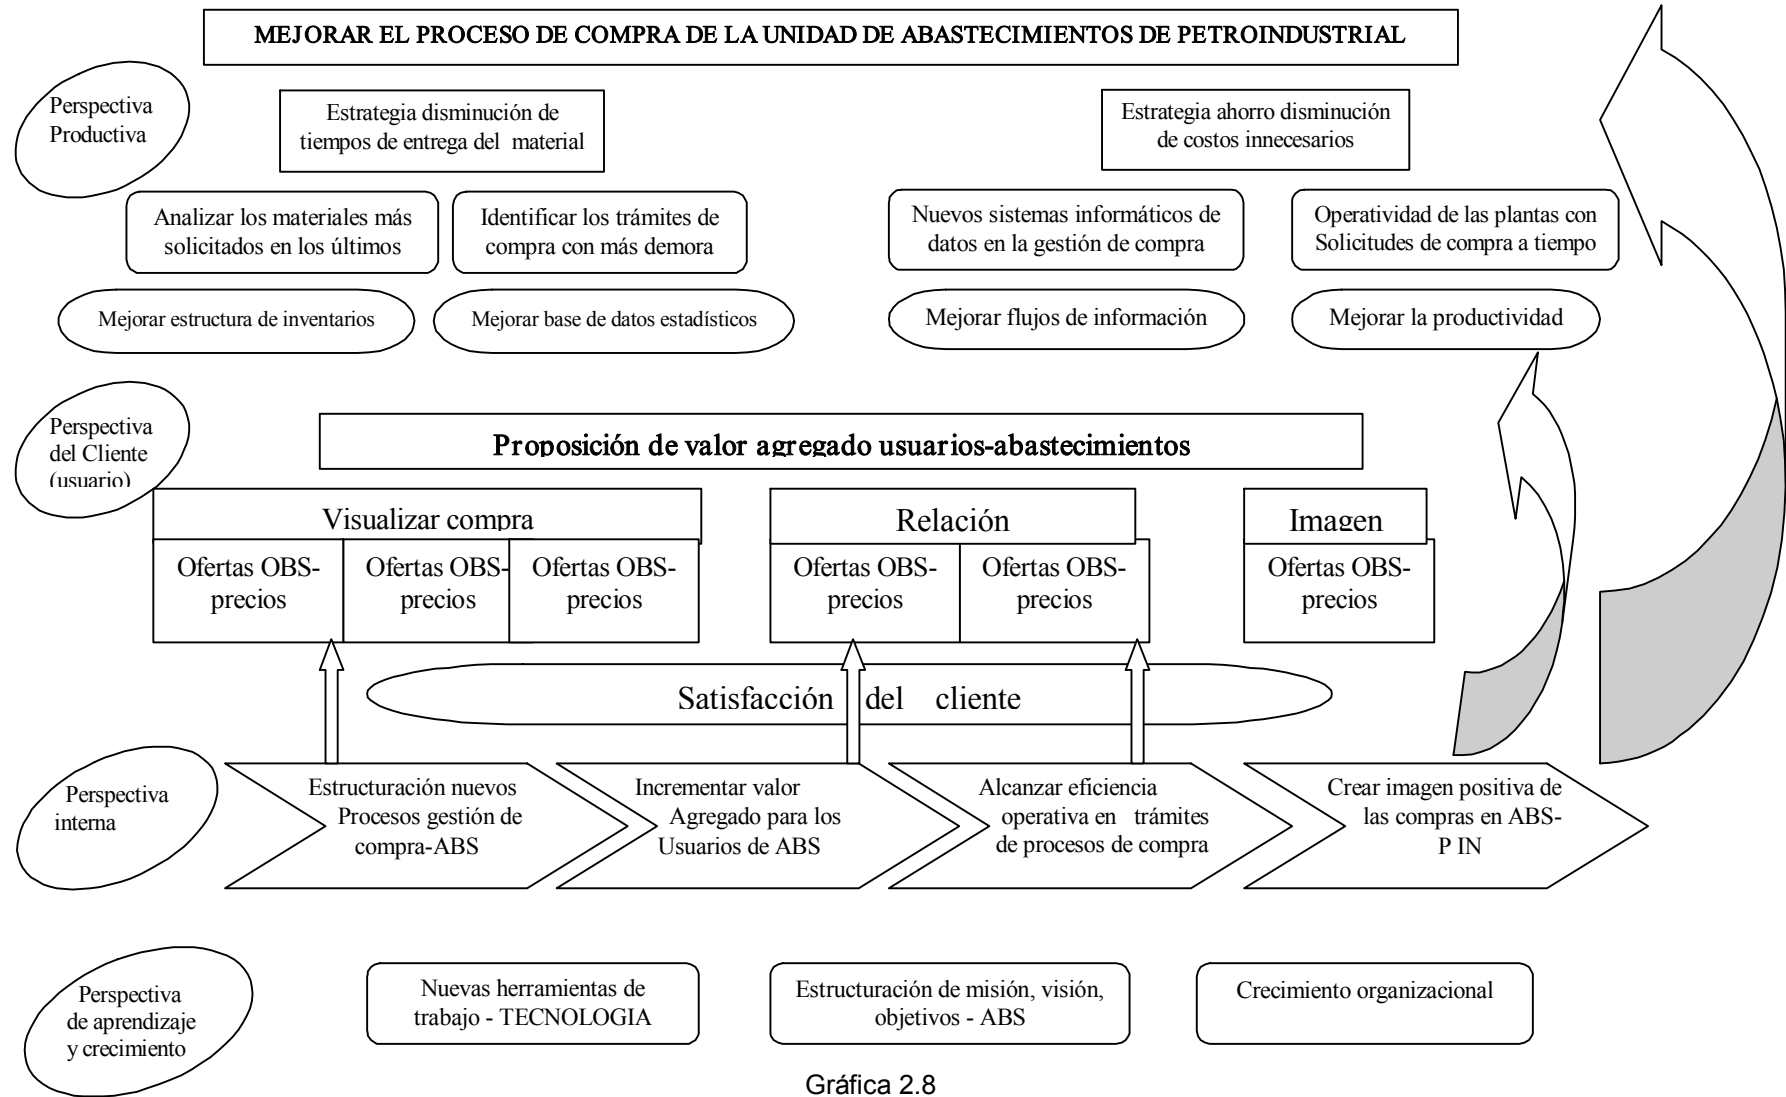 MEJORAR EL PROCESO DE COMPRA DE LA UNIDAD DE ABASTECIMIENTOS DE PETROINDUSTRIAL
Perspectiva
Productiva
Estrategia disminución de
tiempos de entrega del material
Estrategia ahorro disminución
de costos innecesarios
Analizar los materiales más
solicitados en los últimos
Identificar los trámites de
compra con más demora
Nuevos sistemas informáticos de
datos en la gestión de compra
Operatividad de las plantas con
Solicitudes de compra a tiempo
Mejorar estructura de inventarios
Mejorar base de datos estadísticos
Mejorar flujos de información
Mejorar la productividad
Perspectiva
del Cliente
(usuario)
Proposición de valor agregado usuarios-abastecimientos
Visualizar compra
Relación
Imagen
Ofertas OBS-
precios
Ofertas OBS-
precios
Ofertas OBS-
precios
Ofertas OBS-
precios
Ofertas OBS-
precios
Ofertas OBS-
precios
Satisfacción del cliente
Perspectiva
interna
Estructuración nuevos
Procesos gestión de
compra-ABS
Incrementar valor
Agregado para los
Usuarios de ABS
Alcanzar eficiencia
operativa en trámites
de procesos de compra
Crear imagen positiva de
las compras en ABS-
P IN
Perspectiva
de aprendizaje
y crecimiento
Nuevas herramientas de
trabajo - TECNOLOGIA
Estructuración de misión, visión,
objetivos - ABS
Crecimiento organizacional
Gráfica 2.8